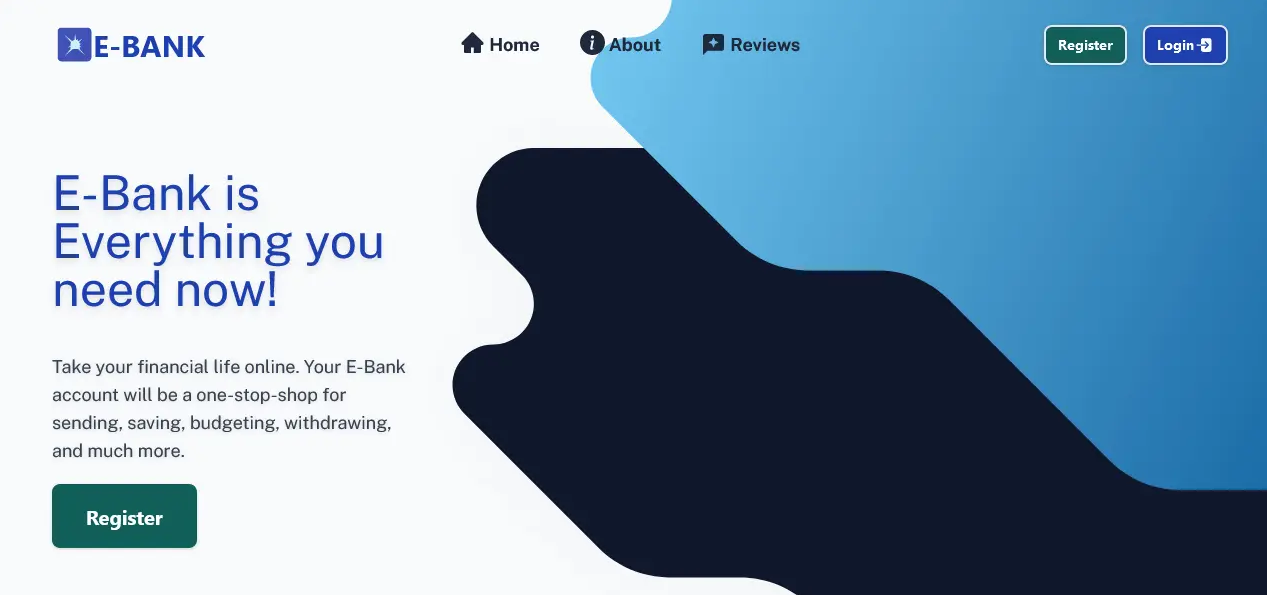 E-BANK
Home
About
Reviews
Register
Login
E-Bank is
Everything you
need now!
Take your financial life online. Your E-Bank
account will be a one-stop-shop for
sending, saving, budgeting, withdrawing,
and much more.
Register